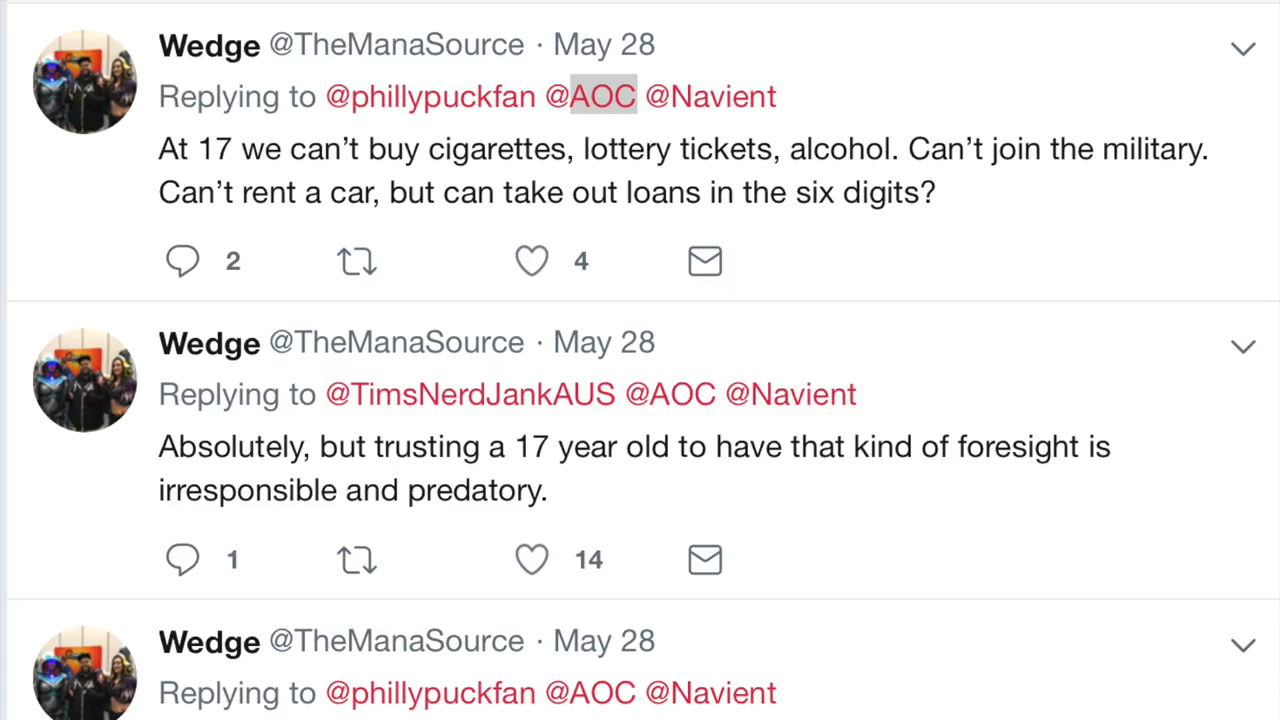 Wedge @TheManaSource · May 28
Replying to @phillypuckfan @AOC @Navient
At 17 we can’t buy cigarettes, lottery tickets, alcohol. Can’t join the military.
Can’t rent a car, but can take out loans in the six digits?
2 4
Wedge @TheManaSource · May 28
Replying to @TimsNerdJankAUS @AOC @Navient
Absolutely, but trusting a 17 year old to have that kind of foresight is
irresponsible and predatory.
1 14
Wedge @TheManaSource · May 28
Replying to @phillypuckfan @AOC @Navient